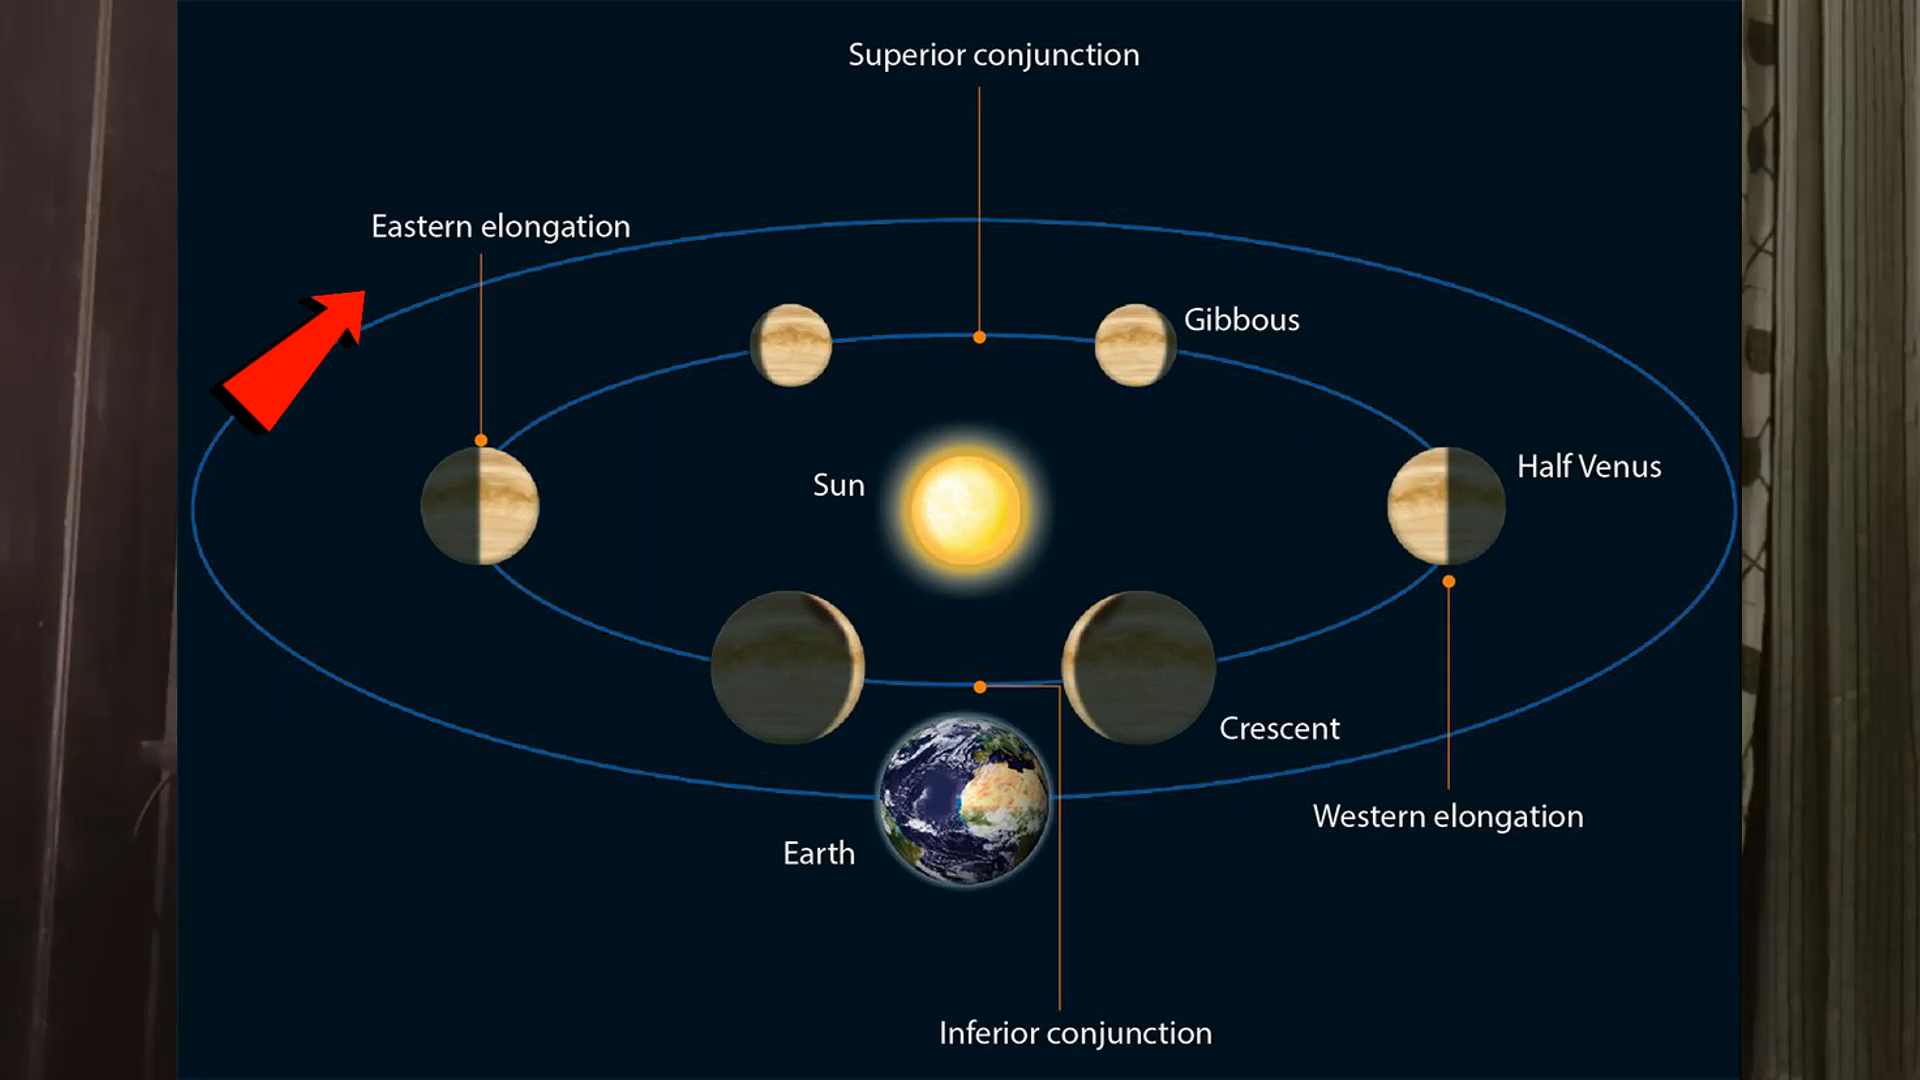 Superior conjunction
Eastern elongation
Gibbous
Half Venus
Sun
Crescent
Western elongation
Earth
Inferior conjunction